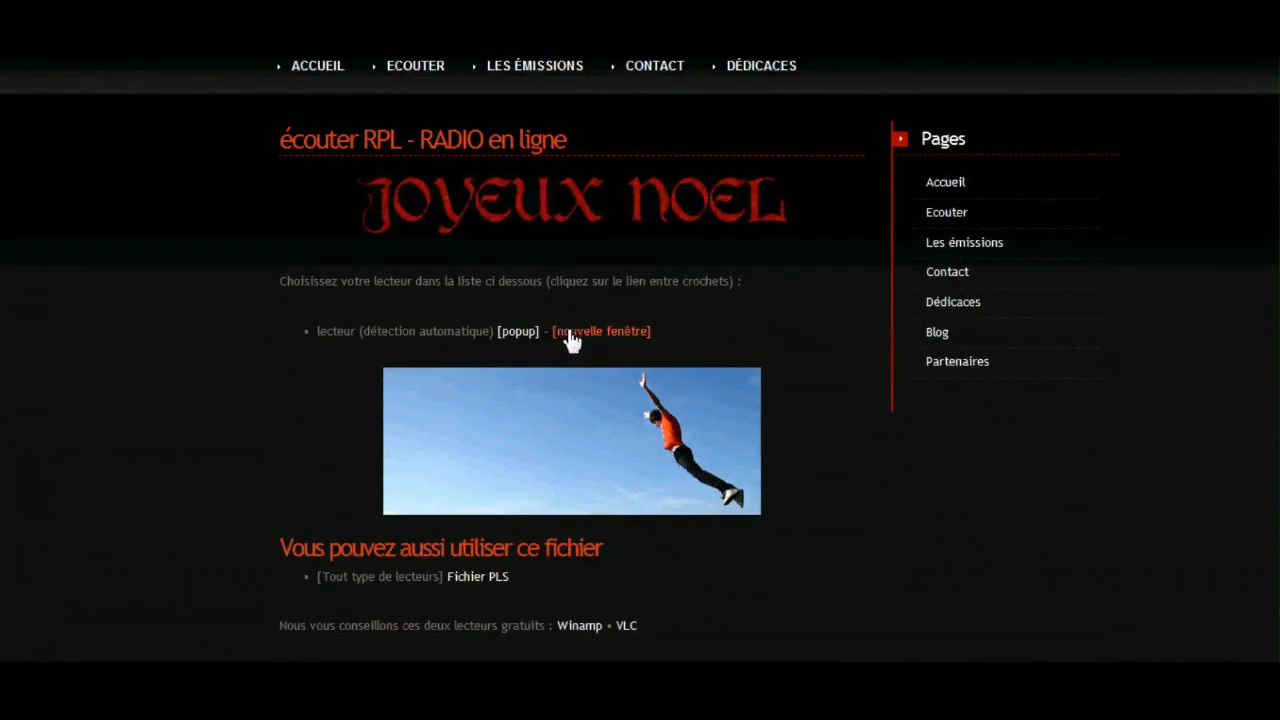 ACCUEIL ECOUTER LES ÉMISSIONS CONTACT DÉDICACES
écouter RPL - RADIO en ligne
JOYEUX NOEL
Choisissez votre lecteur dans la liste ci dessous (cliquez sur le lien entre crochets) :
• lecteur (détection automatique) [popup] - [nouvelle fenêtre]
Vous pouvez aussi utiliser ce fichier
• [Tout type de lecteurs] Fichier PLS
Nous vous conseillons ces deux lecteurs gratuits : Winamp • VLC
Pages
Accueil
Ecouter
Les émissions
Contact
Dédicaces
Blog
Partenaires